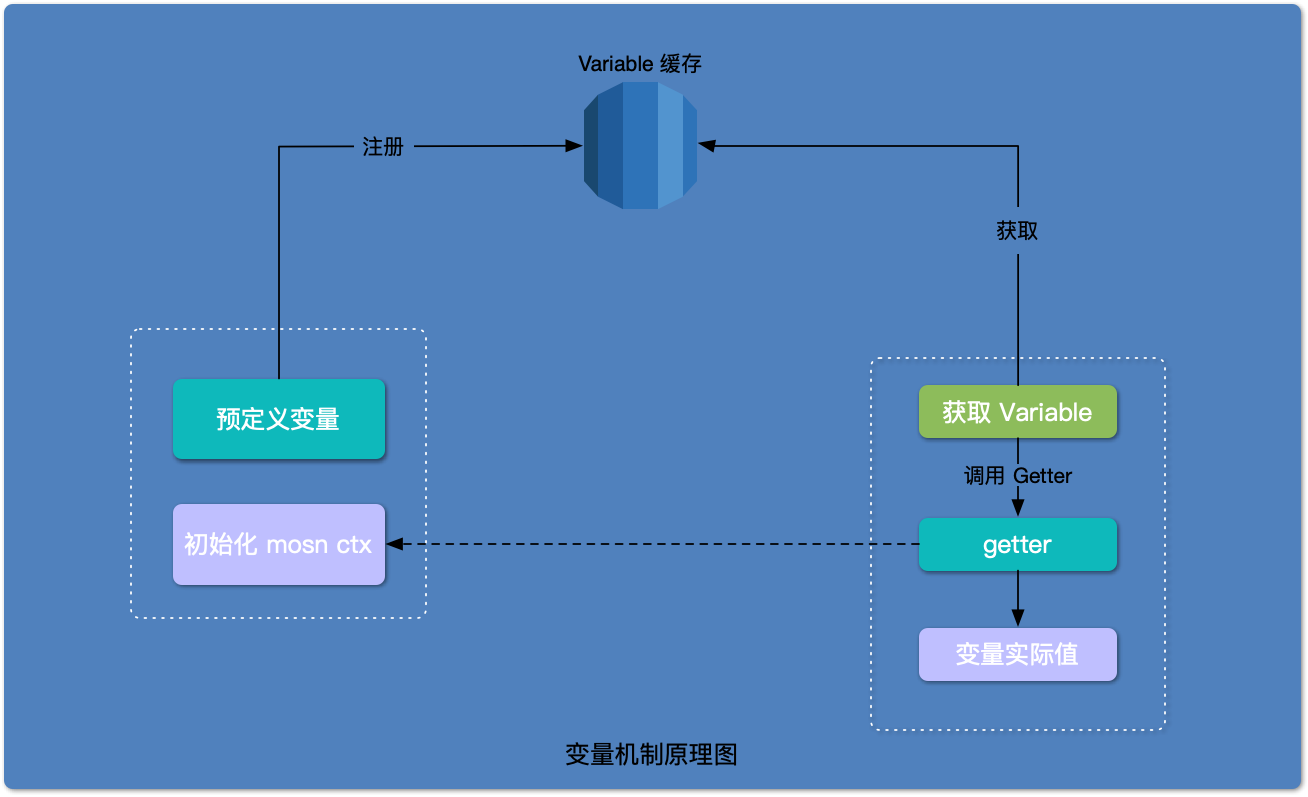 Variable 缓存
注册
获取
预定义变量
初始化 mosn ctx
获取 Variable
调用 Getter
getter
变量实际值
变量机制原理图